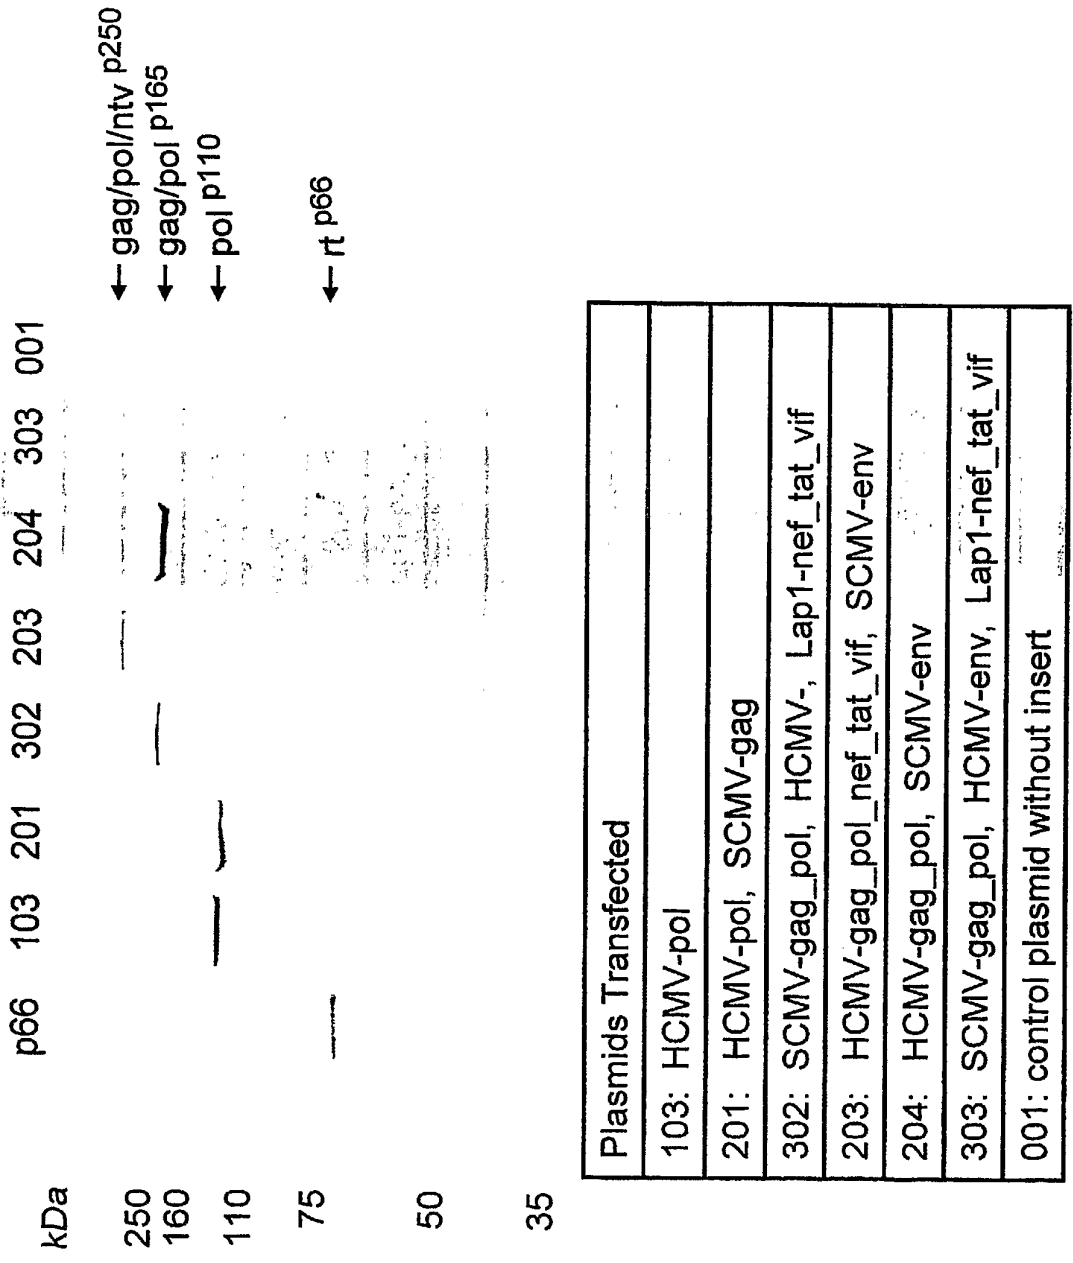 kDa p66 103 201 302 203 204 303 001
250 ← gag/pol/ntv p250
160 ← gag/pol p165
110 ← pol p110
75 ← rt p66
50
35
Plasmids Transfected
103: HCMV-pol
201: HCMV-pol, SCMV-gag
302: SCMV-gag_pol, HCMV-, Lap1-nef_tat_vif
203: HCMV-gag_pol_nef_tat_vif, SCMV-env
204: HCMV-gag_pol, SCMV-env
303: SCMV-gag_pol, HCMV-env, Lap1-nef_tat_vif
001: control plasmid without insert